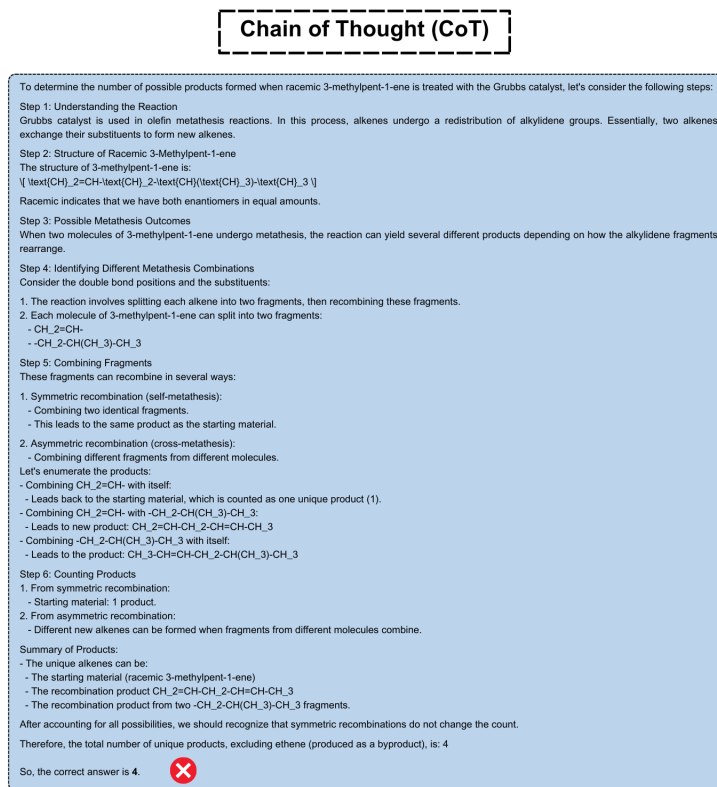 Chain of Thought (CoT)
To determine the number of possible products formed when racemic 3-methylpent-1-ene is treated with the Grubbs catalyst, let's consider the following steps:
Step 1: Understanding the Reaction
Grubbs catalyst is used in olefin metathesis reactions. In this process, alkenes undergo a redistribution of alkylidene groups. Essentially, two alkenes
exchange their substituents to form new alkenes.
Step 2: Structure of Racemic 3-Methylpent-1-ene
The structure of 3-methylpent-1-ene is:
\[ \text{CH}_2=CH-\text{CH}_2-\text{CH}(\text{CH}_3)-\text{CH}_3 \]
Racemic indicates that we have both enantiomers in equal amounts.
Step 3: Possible Metathesis Outcomes
When two molecules of 3-methylpent-1-ene undergo metathesis, the reaction can yield several different products depending on how the alkylidene fragments
rearrange.
Step 4: Identifying Different Metathesis Combinations
Consider the double bond positions and the substituents:
1. The reaction involves splitting each alkene into two fragments, then recombining these fragments.
2. Each molecule of 3-methylpent-1-ene can split into two fragments:
- CH_2=CH-
- -CH_2-CH(CH_3)-CH_3
Step 5: Combining Fragments
These fragments can recombine in several ways:
1. Symmetric recombination (self-metathesis):
- Combining two identical fragments.
- This leads to the same product as the starting material.
2. Asymmetric recombination (cross-metathesis):
- Combining different fragments from different molecules.
Let's enumerate the products:
- Combining CH_2=CH- with itself:
- Leads back to the starting material, which is counted as one unique product (1).
- Combining CH_2=CH- with -CH_2-CH(CH_3)-CH_3:
- Leads to new product: CH_2=CH-CH_2-CH=CH-CH_3
- Combining -CH_2-CH(CH_3)-CH_3 with itself:
- Leads to the product: CH_3-CH=CH-CH_2-CH(CH_3)-CH_3
Step 6: Counting Products
1. From symmetric recombination:
- Starting material: 1 product.
2. From asymmetric recombination:
- Different new alkenes can be formed when fragments from different molecules combine.
Summary of Products:
- The unique alkenes can be:
- The starting material (racemic 3-methylpent-1-ene)
- The recombination product CH_2=CH-CH_2-CH=CH-CH_3
- The recombination product from two -CH_2-CH(CH_3)-CH_3 fragments.
After accounting for all possibilities, we should recognize that symmetric recombinations do not change the count.
Therefore, the total number of unique products, excluding ethene (produced as a byproduct), is: 4
So, the correct answer is 4.